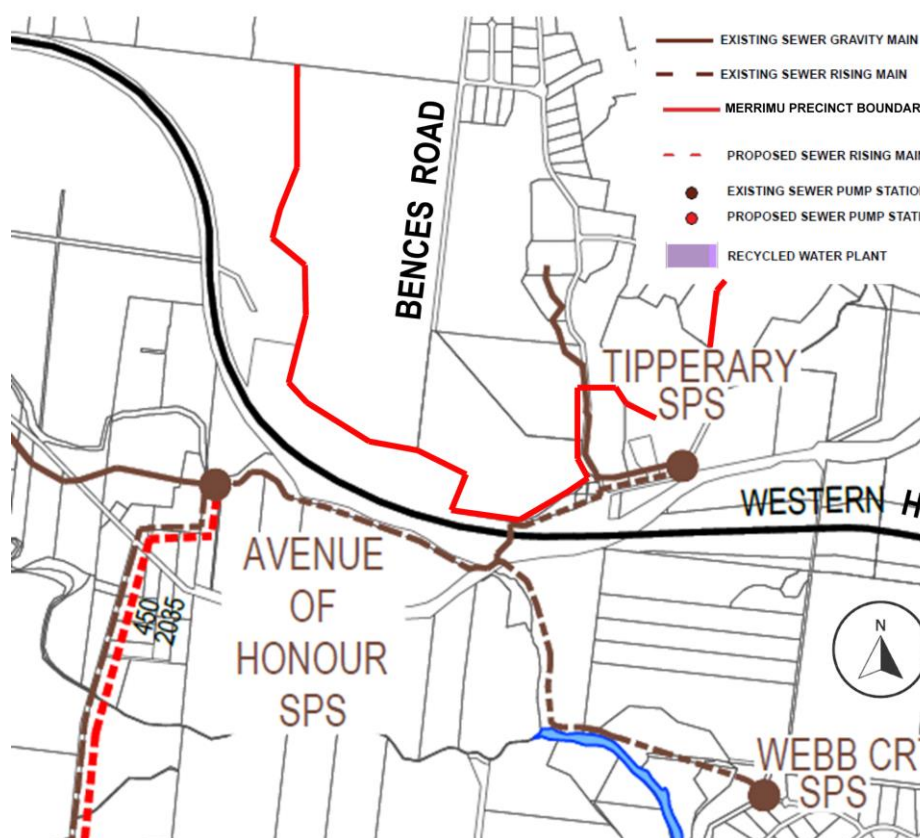 EXISTING SEWER GRAVITY MAIN
EXISTING SEWER RISING MAIN
MERRIMU PRECINCT BOUNDAR
PROPOSED SEWER RISING MAI
EXISTING SEWER PUMP STATIO
PROPOSED SEWER PUMP STATI
RECYCLED WATER PLANT
BENCES ROAD
TIPPERARY
SPS
WESTERN H
AVENUE
OF
HONOUR
SPS
450
2035
N
WEBB CR
SPS